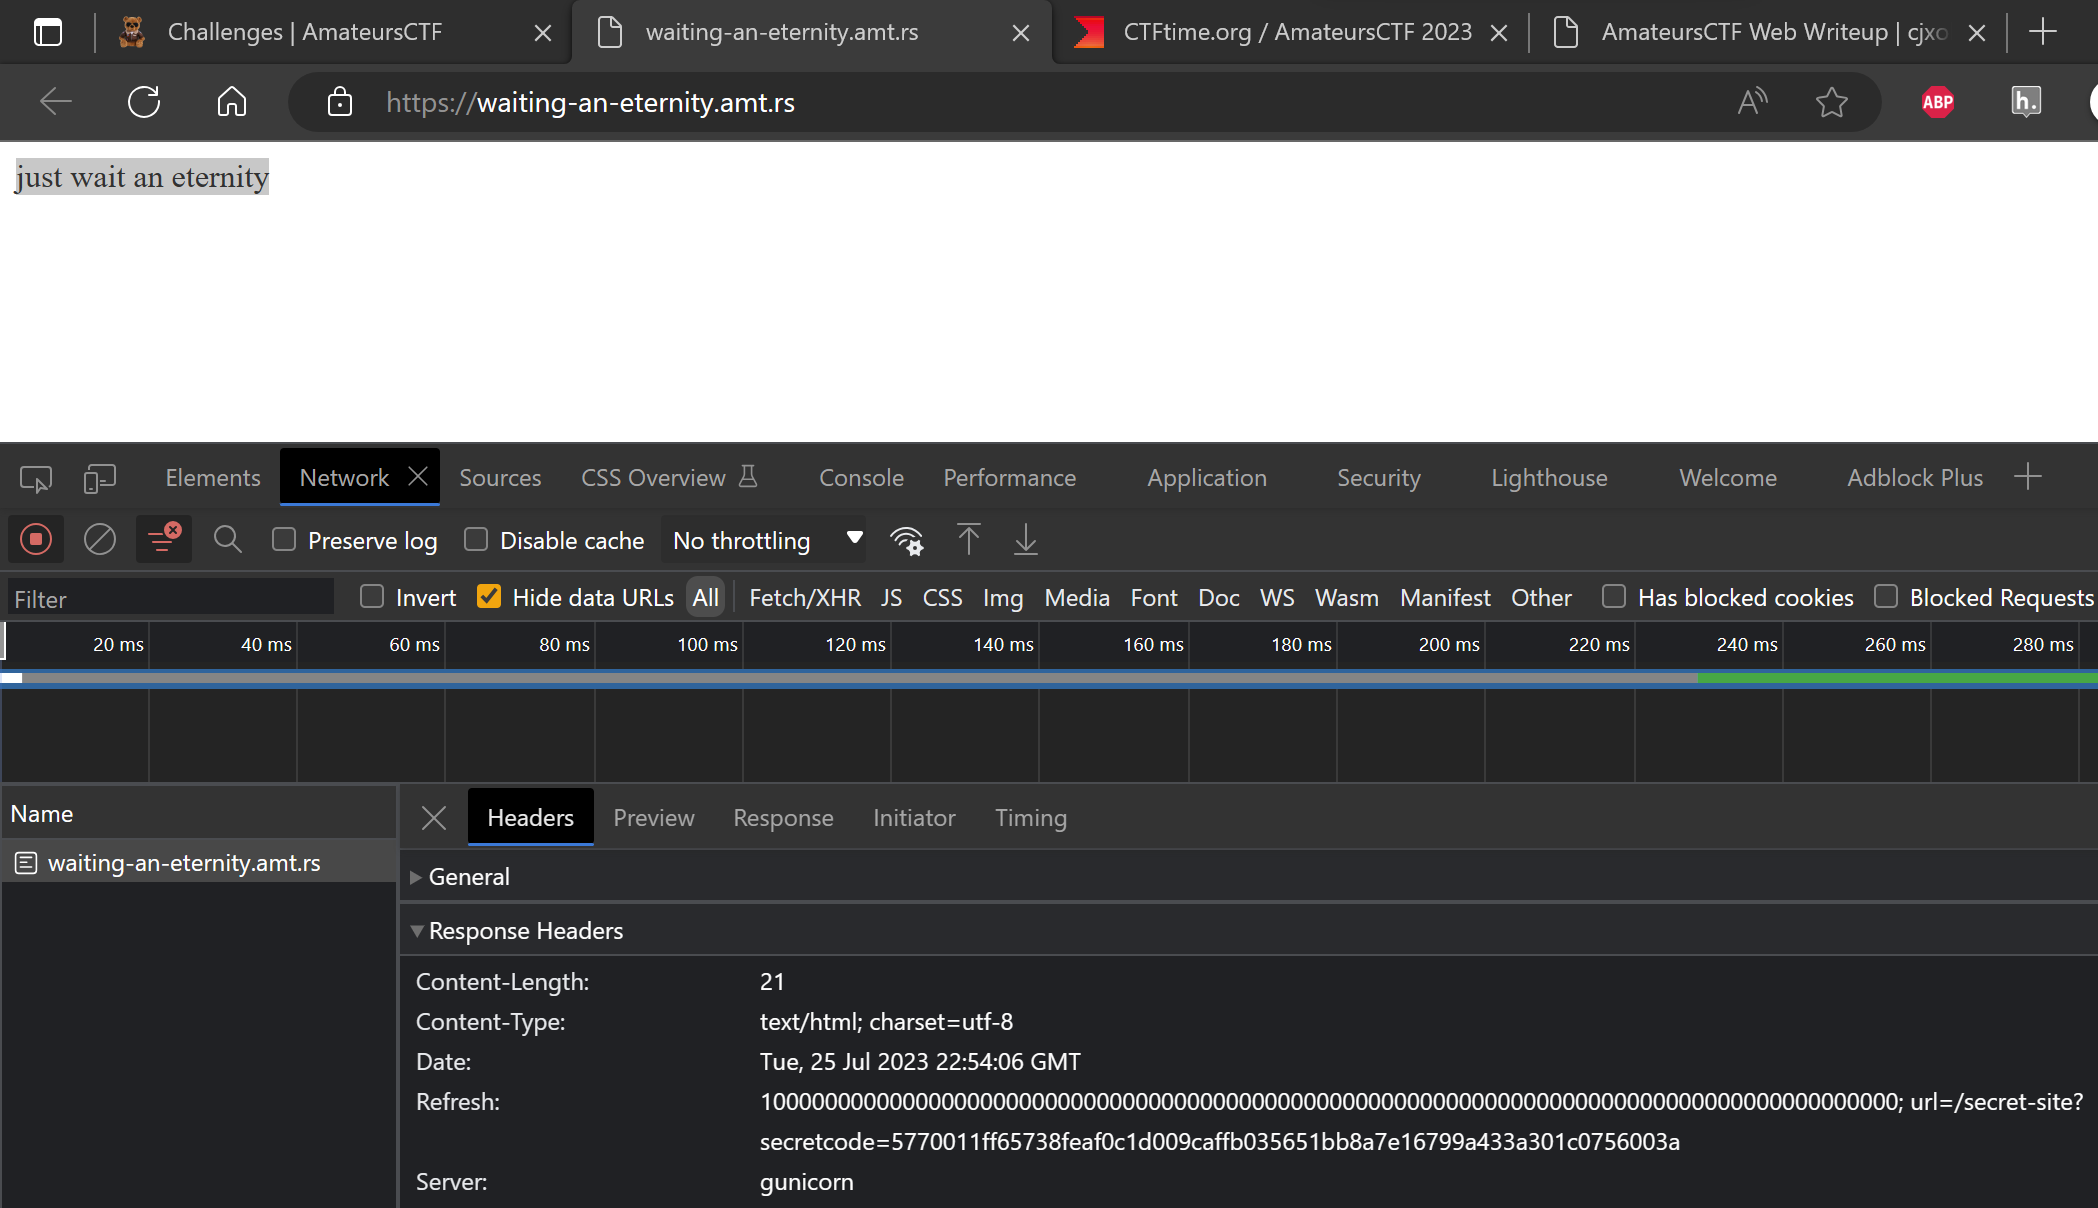 Challenges | AmateursCTF
waiting-an-eternity.amt.rs
CTFtime.org / AmateursCTF 2023
AmateursCTF Web Writeup | cjxo
https://waiting-an-eternity.amt.rs
ABP
h.
just wait an eternity
Elements Network Sources CSS Overview Console Performance Application Security Lighthouse Welcome Adblock Plus
Preserve log Disable cache No throttling
Filter Invert Hide data URLs All Fetch/XHR JS CSS Img Media Font Doc WS Wasm Manifest Other Has blocked cookies Blocked Requests
20 ms 40 ms 60 ms 80 ms 100 ms 120 ms 140 ms 160 ms 180 ms 200 ms 220 ms 240 ms 260 ms 280 ms
Name
waiting-an-eternity.amt.rs
Headers Preview Response Initiator Timing
General
Response Headers
Content-Length: 21
Content-Type: text/html; charset=utf-8
Date: Tue, 25 Jul 2023 22:54:06 GMT
Refresh: url=/secret-site?
secretcode=5770011ff65738feaf0c1d009caffb035651bb8a7e16799a433a301c0756003a
Server: gunicorn